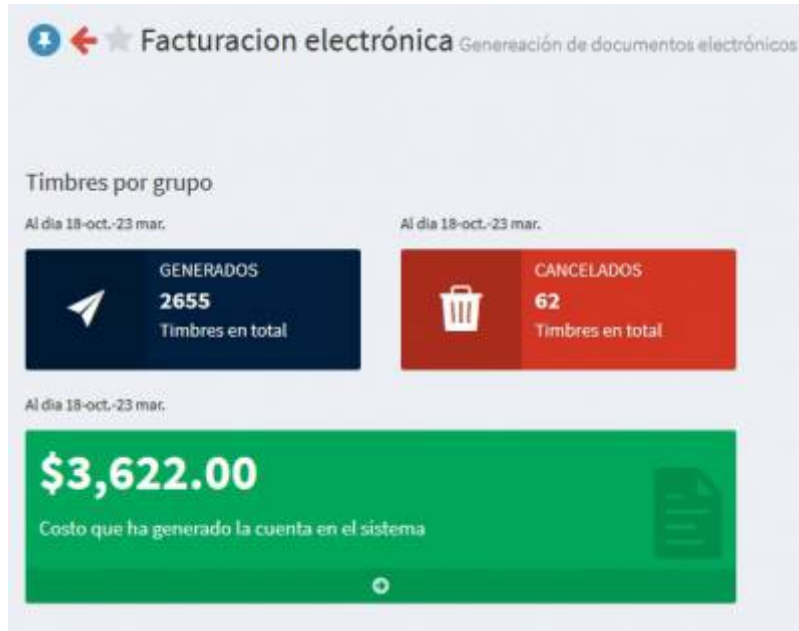 Facturacion electrónica Genereación de documentos electrónicos
Timbres por grupo
Al dia 18-oct.-23 mar.
Al dia 18-oct.-23 mar.
GENERADOS
2655
Timbres en total
CANCELADOS
62
Timbres en total
Al dia 18-oct.-23 mar.
$3,622.00
Costo que ha generado la cuenta en el sistema